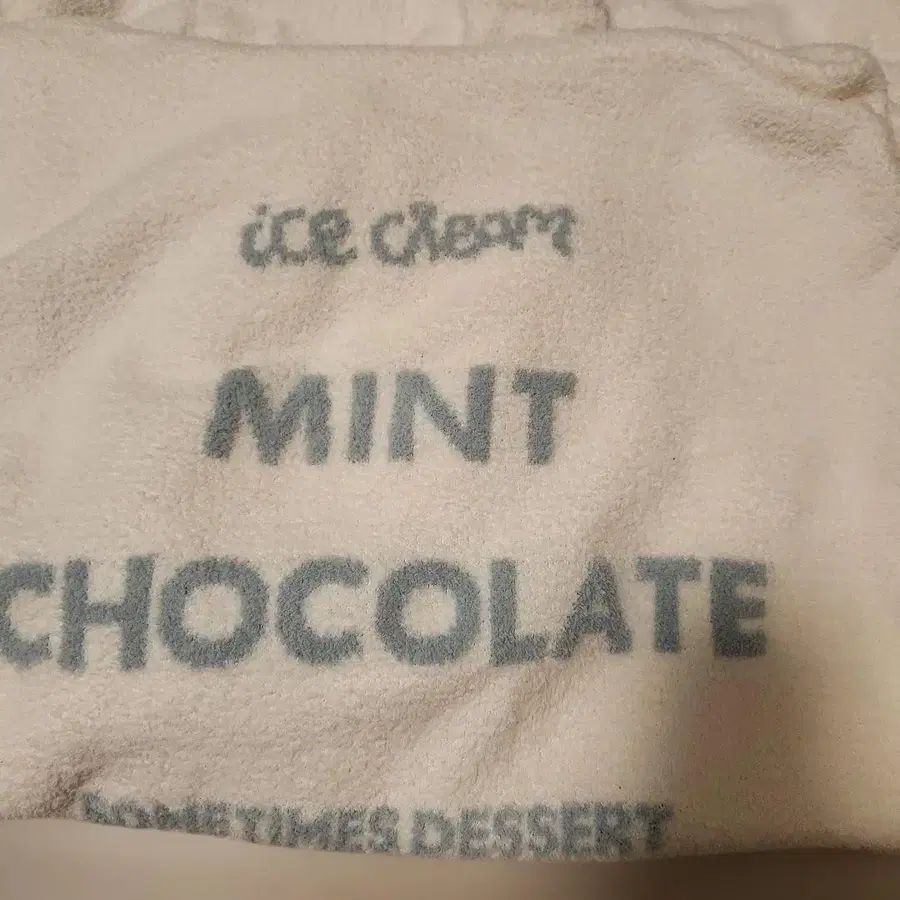 ice cream
MINT
CHOCOLATE
SOMETIMES DESSERT